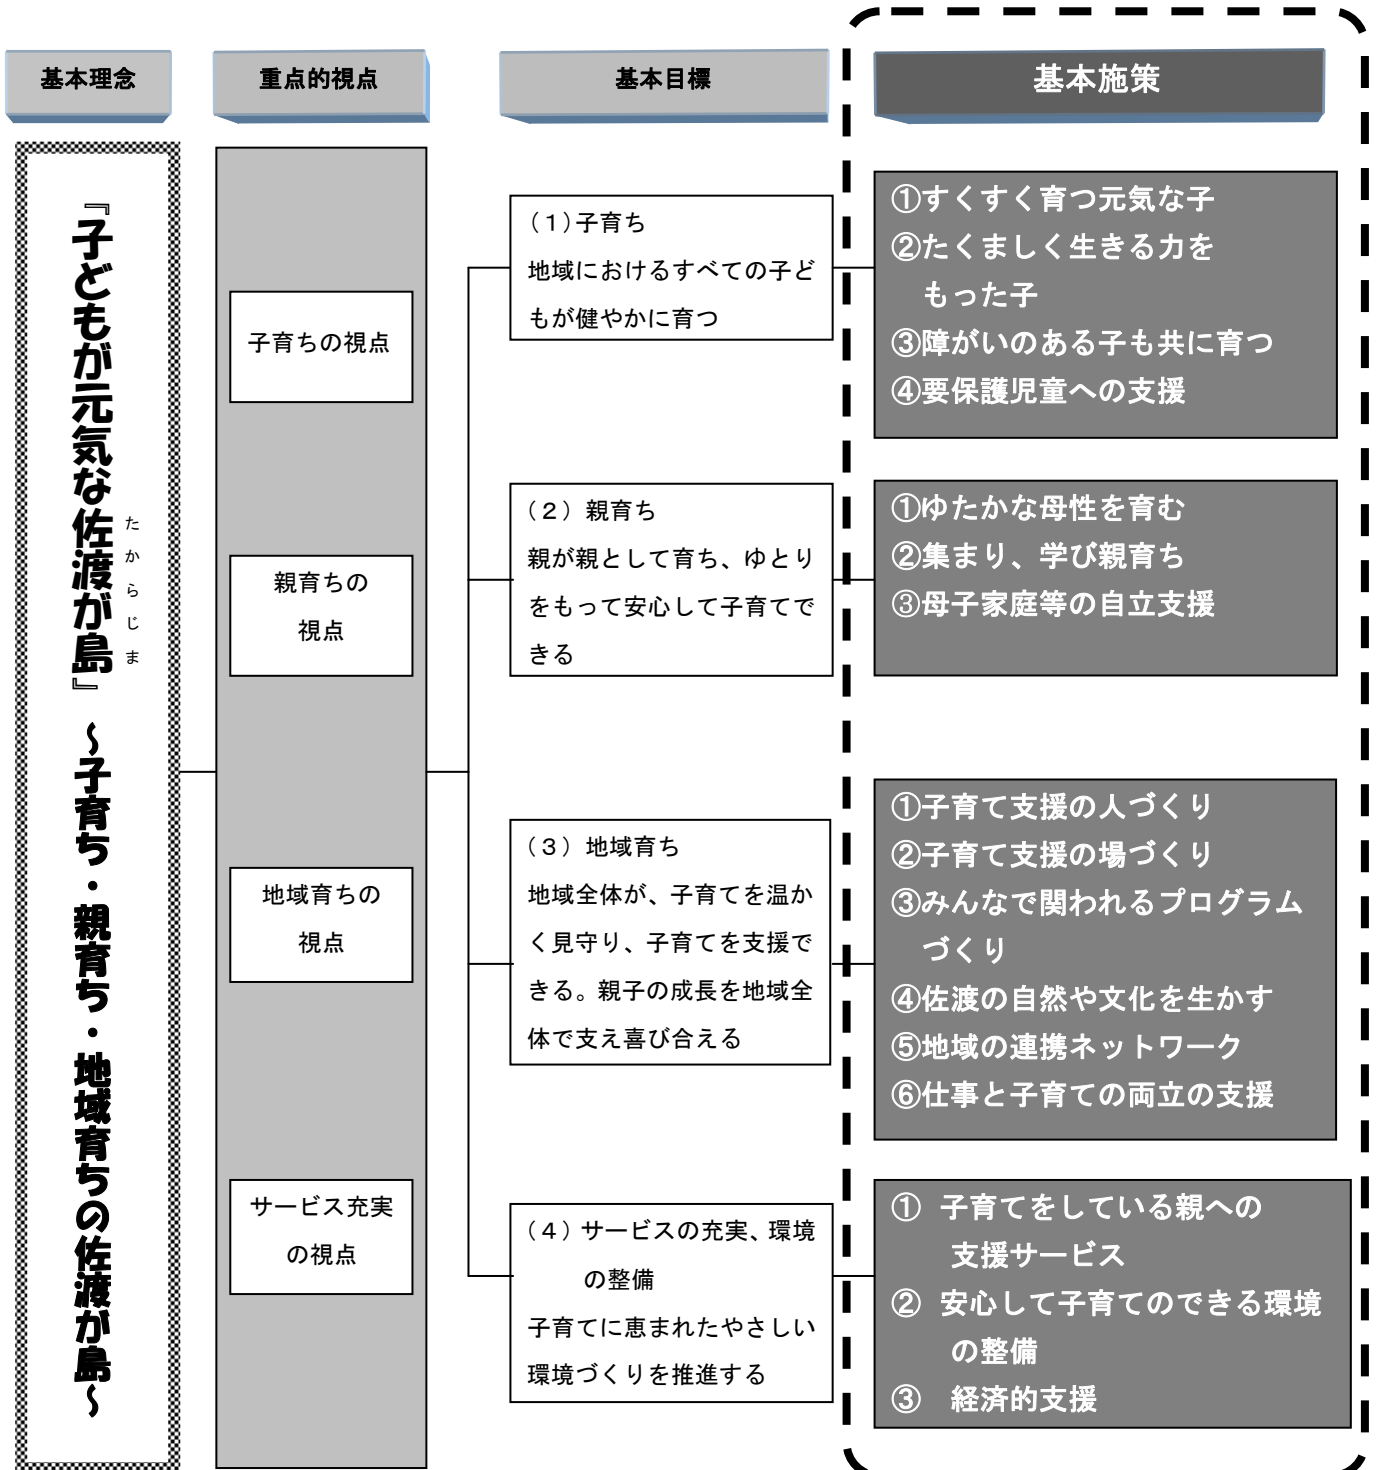 基本理念
重点的視点
基本目標
基本施策
『子どもが元気な佐渡が島』～子育ち・親育ち・地域育ちの佐渡が島～
たからじま
子育ちの視点
親育ちの
視点
地域育ちの
視点
サービス充実
の視点
（１）子育ち
地域におけるすべての子ど
もが健やかに育つ
（２）親育ち
親が親として育ち、ゆとり
をもって安心して子育てで
きる
（３）地域育ち
地域全体が、子育てを温か
く見守り、子育てを支援で
きる。親子の成長を地域全
体で支え喜び合える
（４）サービスの充実、環境
の整備
子育てに恵まれたやさしい
環境づくりを推進する
①すくすく育つ元気な子
②たくましく生きる力を
もった子
③障がいのある子も共に育つ
④要保護児童への支援
①ゆたかな母性を育む
②集まり、学び親育ち
③母子家庭等の自立支援
①子育て支援の人づくり
②子育て支援の場づくり
③みんなで関われるプログラム
づくり
④佐渡の自然や文化を生かす
⑤地域の連携ネットワーク
⑥仕事と子育ての両立の支援
① 子育てをしている親への
支援サービス
② 安心して子育てのできる環境
の整備
③ 経済的支援